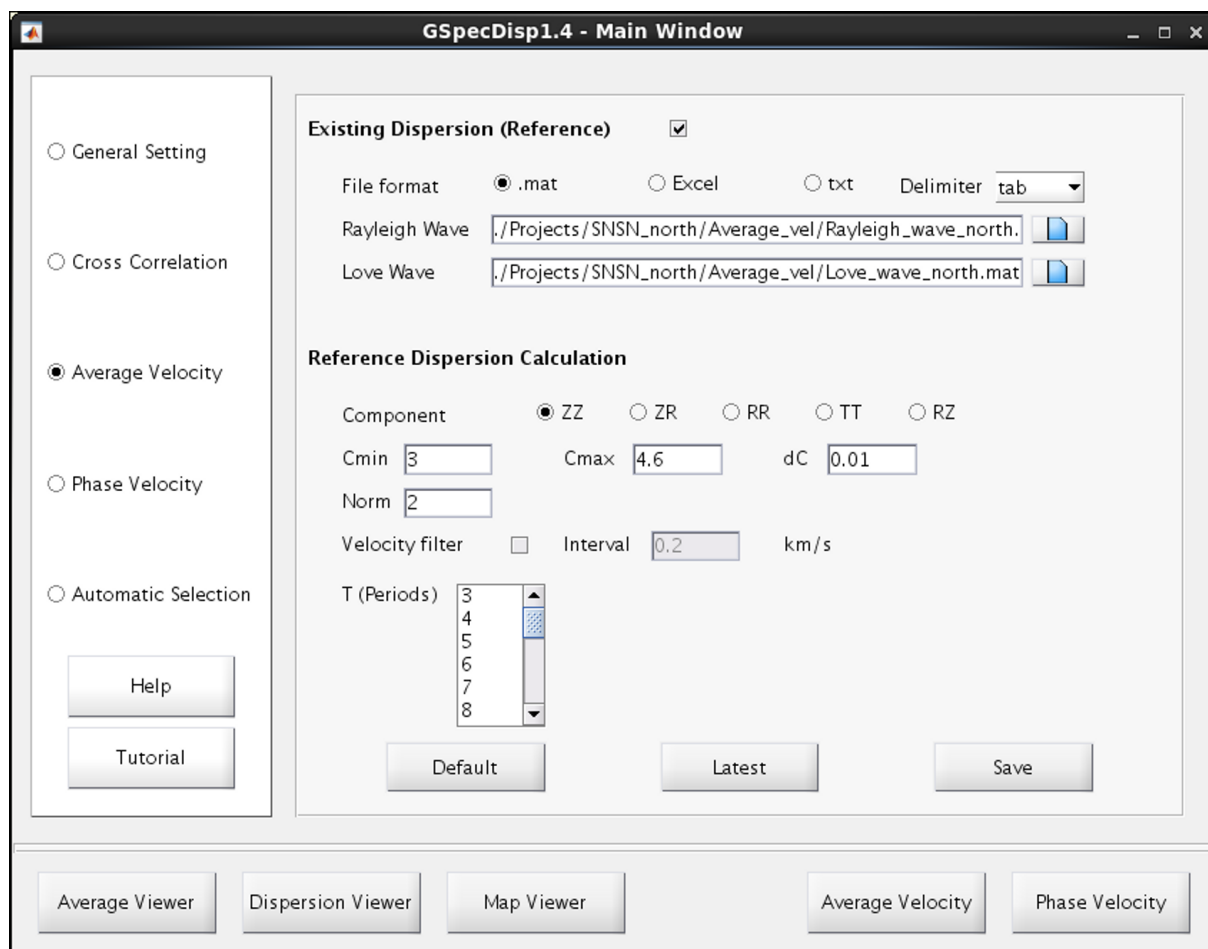 GSpecDisp1.4 - Main Window
General Setting
Cross Correlation
Average Velocity
Phase Velocity
Automatic Selection
Help
Tutorial
Existing Dispersion (Reference)
File format .mat Excel txt Delimiter tab
Rayleigh Wave ./Projects/SNSN_north/Average_vel/Rayleigh_wave_north.
Love Wave ./Projects/SNSN_north/Average_vel/Love_wave_north.mat
Reference Dispersion Calculation
Component ZZ ZR RR TT RZ
Cmin 3 Cmax 4.6 dC 0.01
Norm 2
Velocity filter Interval 0.2 km/s
T (Periods) 3
4
5
6
7
8
Default Latest Save
Average Viewer Dispersion Viewer Map Viewer Average Velocity Phase Velocity